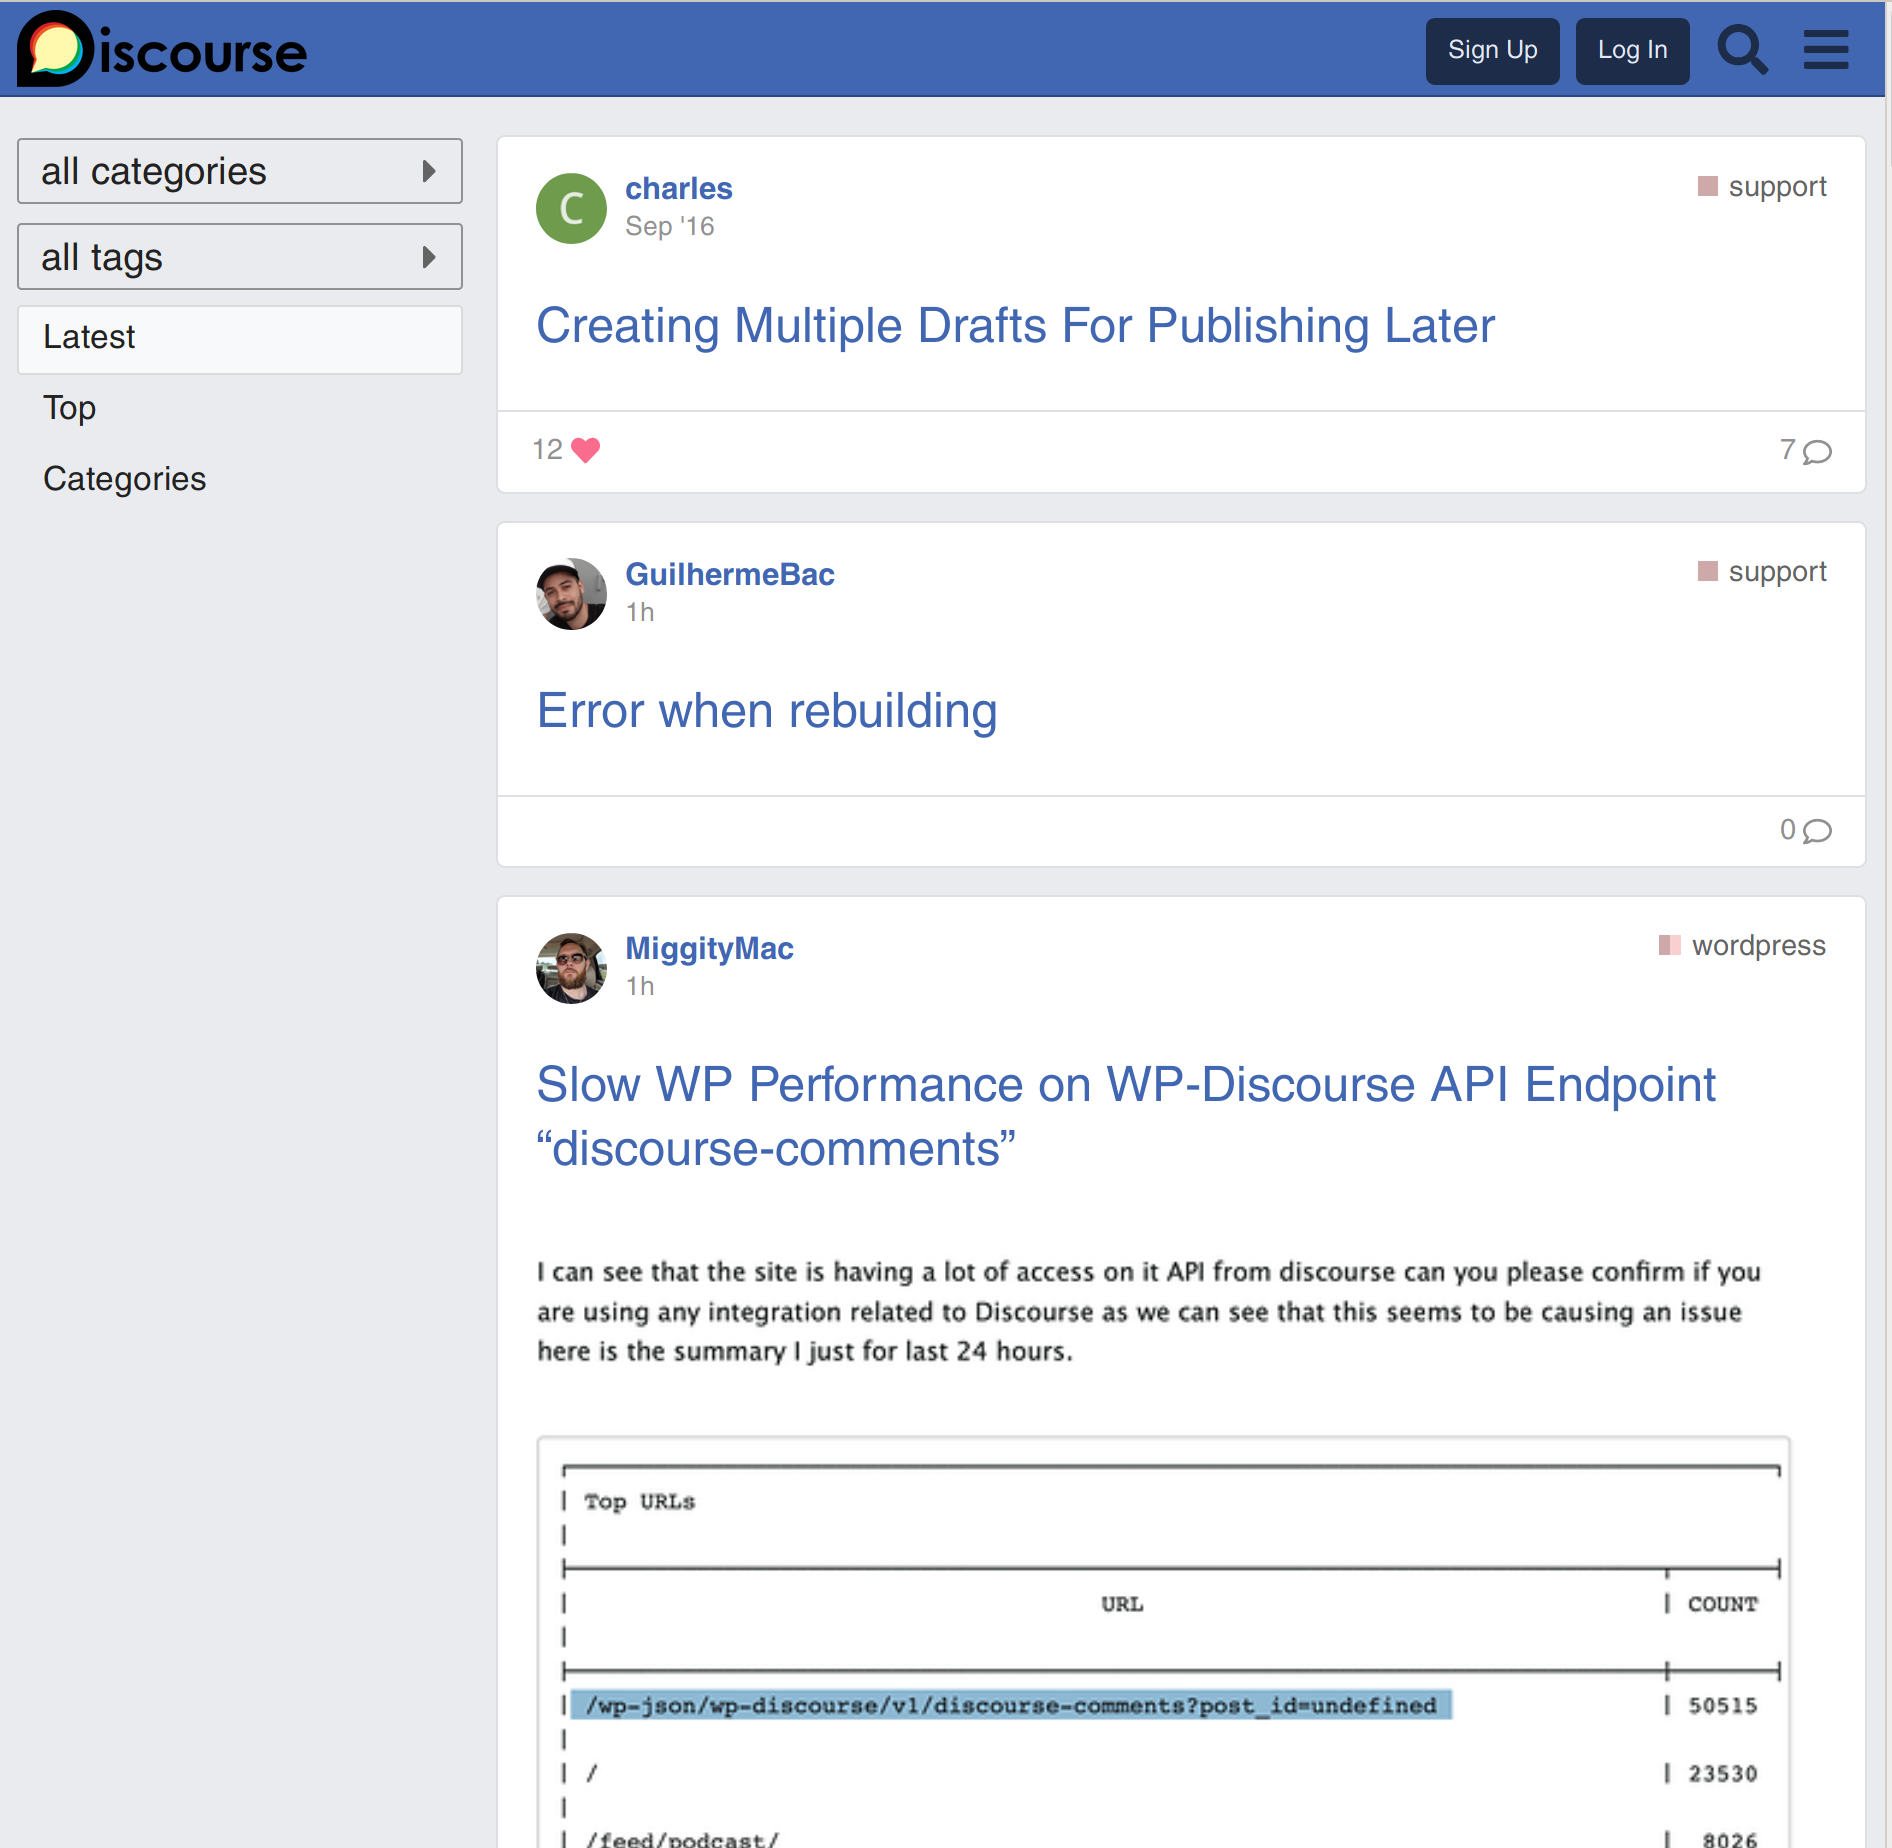 Discourse
Sign Up
Log In
all categories
all tags
Latest
Top
Categories
C
charles
Sep '16
support
Creating Multiple Drafts For Publishing Later
12
7
GuilhermeBac
1h
support
Error when rebuilding
0
MiggityMac
1h
wordpress
Slow WP Performance on WP-Discourse API Endpoint
“discourse-comments”
I can see that the site is having a lot of access on it API from discourse can you please confirm if you
are using any integration related to Discourse as we can see that this seems to be causing an issue
here is the summary I just for last 24 hours.
Top URLs
URL | COUNT
/wp-json/wp-discourse/v1/discourse-comments?post_id=undefined | 50515
/ | 23530
/feed/podcast/ | 8026